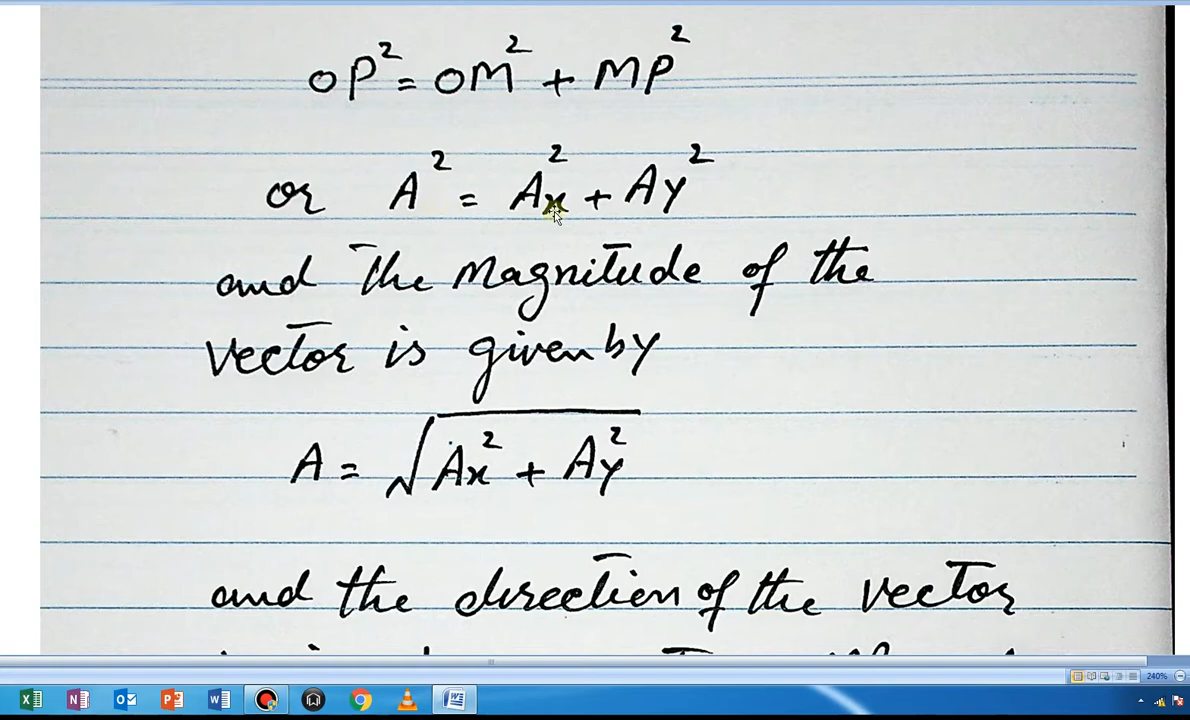 OP² = OM² + MP²
or A² = Ax² + Ay²
and the Magnitude of the
vector is given by
A = √Ax² + Ay²
and the direction of the vector
240%